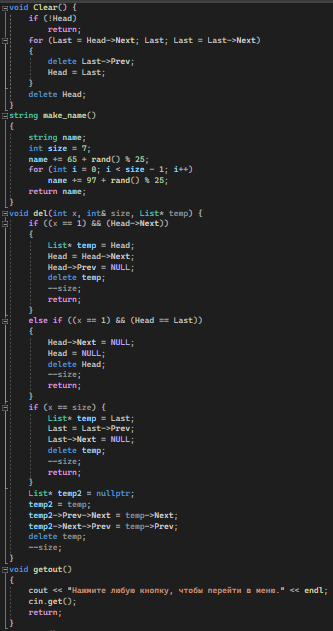 void Clear() {
    if (!Head)
        return;
    for (Last = Head->Next; Last; Last = Last->Next)
    {
        delete Last->Prev;
        Head = Last;
    }
    delete Head;
}
string make_name()
{
    string name;
    int size = 7;
    name += 65 + rand() % 25;
    for (int i = 0; i < size - 1; i++)
        name += 97 + rand() % 25;
    return name;
}
void del(int x, int& size, List* temp) {
    if ((x == 1) && (Head->Next))
    {
        List* temp = Head;
        Head = Head->Next;
        Head->Prev = NULL;
        delete temp;
        --size;
        return;
    }
    else if ((x == 1) && (Head == Last))
    {
        Head->Next = NULL;
        Head = NULL;
        delete Head;
        --size;
        return;
    }
    if (x == size) {
        List* temp = Last;
        Last = Last->Prev;
        Last->Next = NULL;
        delete temp;
        --size;
        return;
    }
    List* temp2 = nullptr;
    temp2 = temp;
    temp2->Prev->Next = temp->Next;
    temp2->Next->Prev = temp->Prev;
    delete temp;
    --size;
}
void getout()
{
    cout << "Нажмите любую кнопку, чтобы перейти в меню." << endl;
    cin.get();
    return;
}